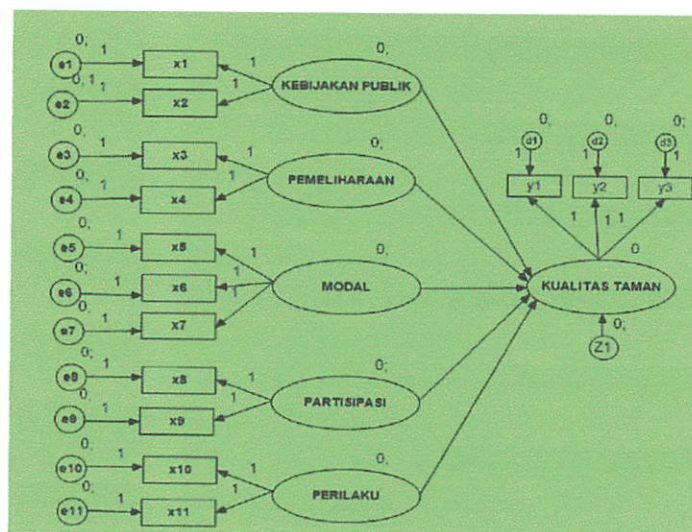 0;
e1 1 x1 1
0, 1
e2 1 x2 1
0;
KEBIJAKAN PUBLIK
0;
e3 1 x3 1
0;
e4 1 x4 1
0;
PEMELIHARAAN
0;
e5 1 x5 1
0;
e6 1 x6 1
0;
e7 1 x7 1
0;
MODAL
0;
e8 1 x8 1
0;
e9 1 x9 1
0;
PARTISIPASI
0,
e10 1 x10 1
0;
e11 1 x11 1
0;
PERILAKU
0, 0, 0;
d1 d2 d3
1 1 1
y1 y2 y3
1 1 1
0
KUALITAS TAMAN
0;
Z1